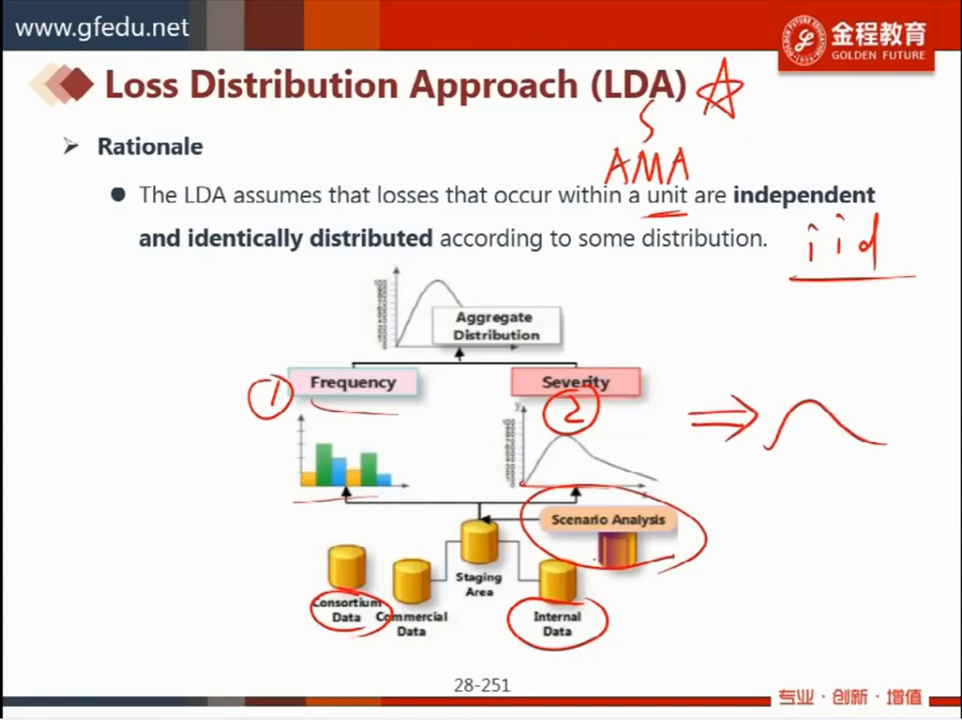 www.gfedu.net
金程教育
GOLDEN FUTURE
Loss Distribution Approach (LDA)
AMA
Rationale
The LDA assumes that losses that occur within a unit are independent
and identically distributed according to some distribution.
iid
Aggregate
Distribution
Frequency
Severity
1
2
y
x
Scenario Analysis
Staging
Area
Consortium
Data
Commercial
Data
Internal
Data
28-251
专业·创新·增值